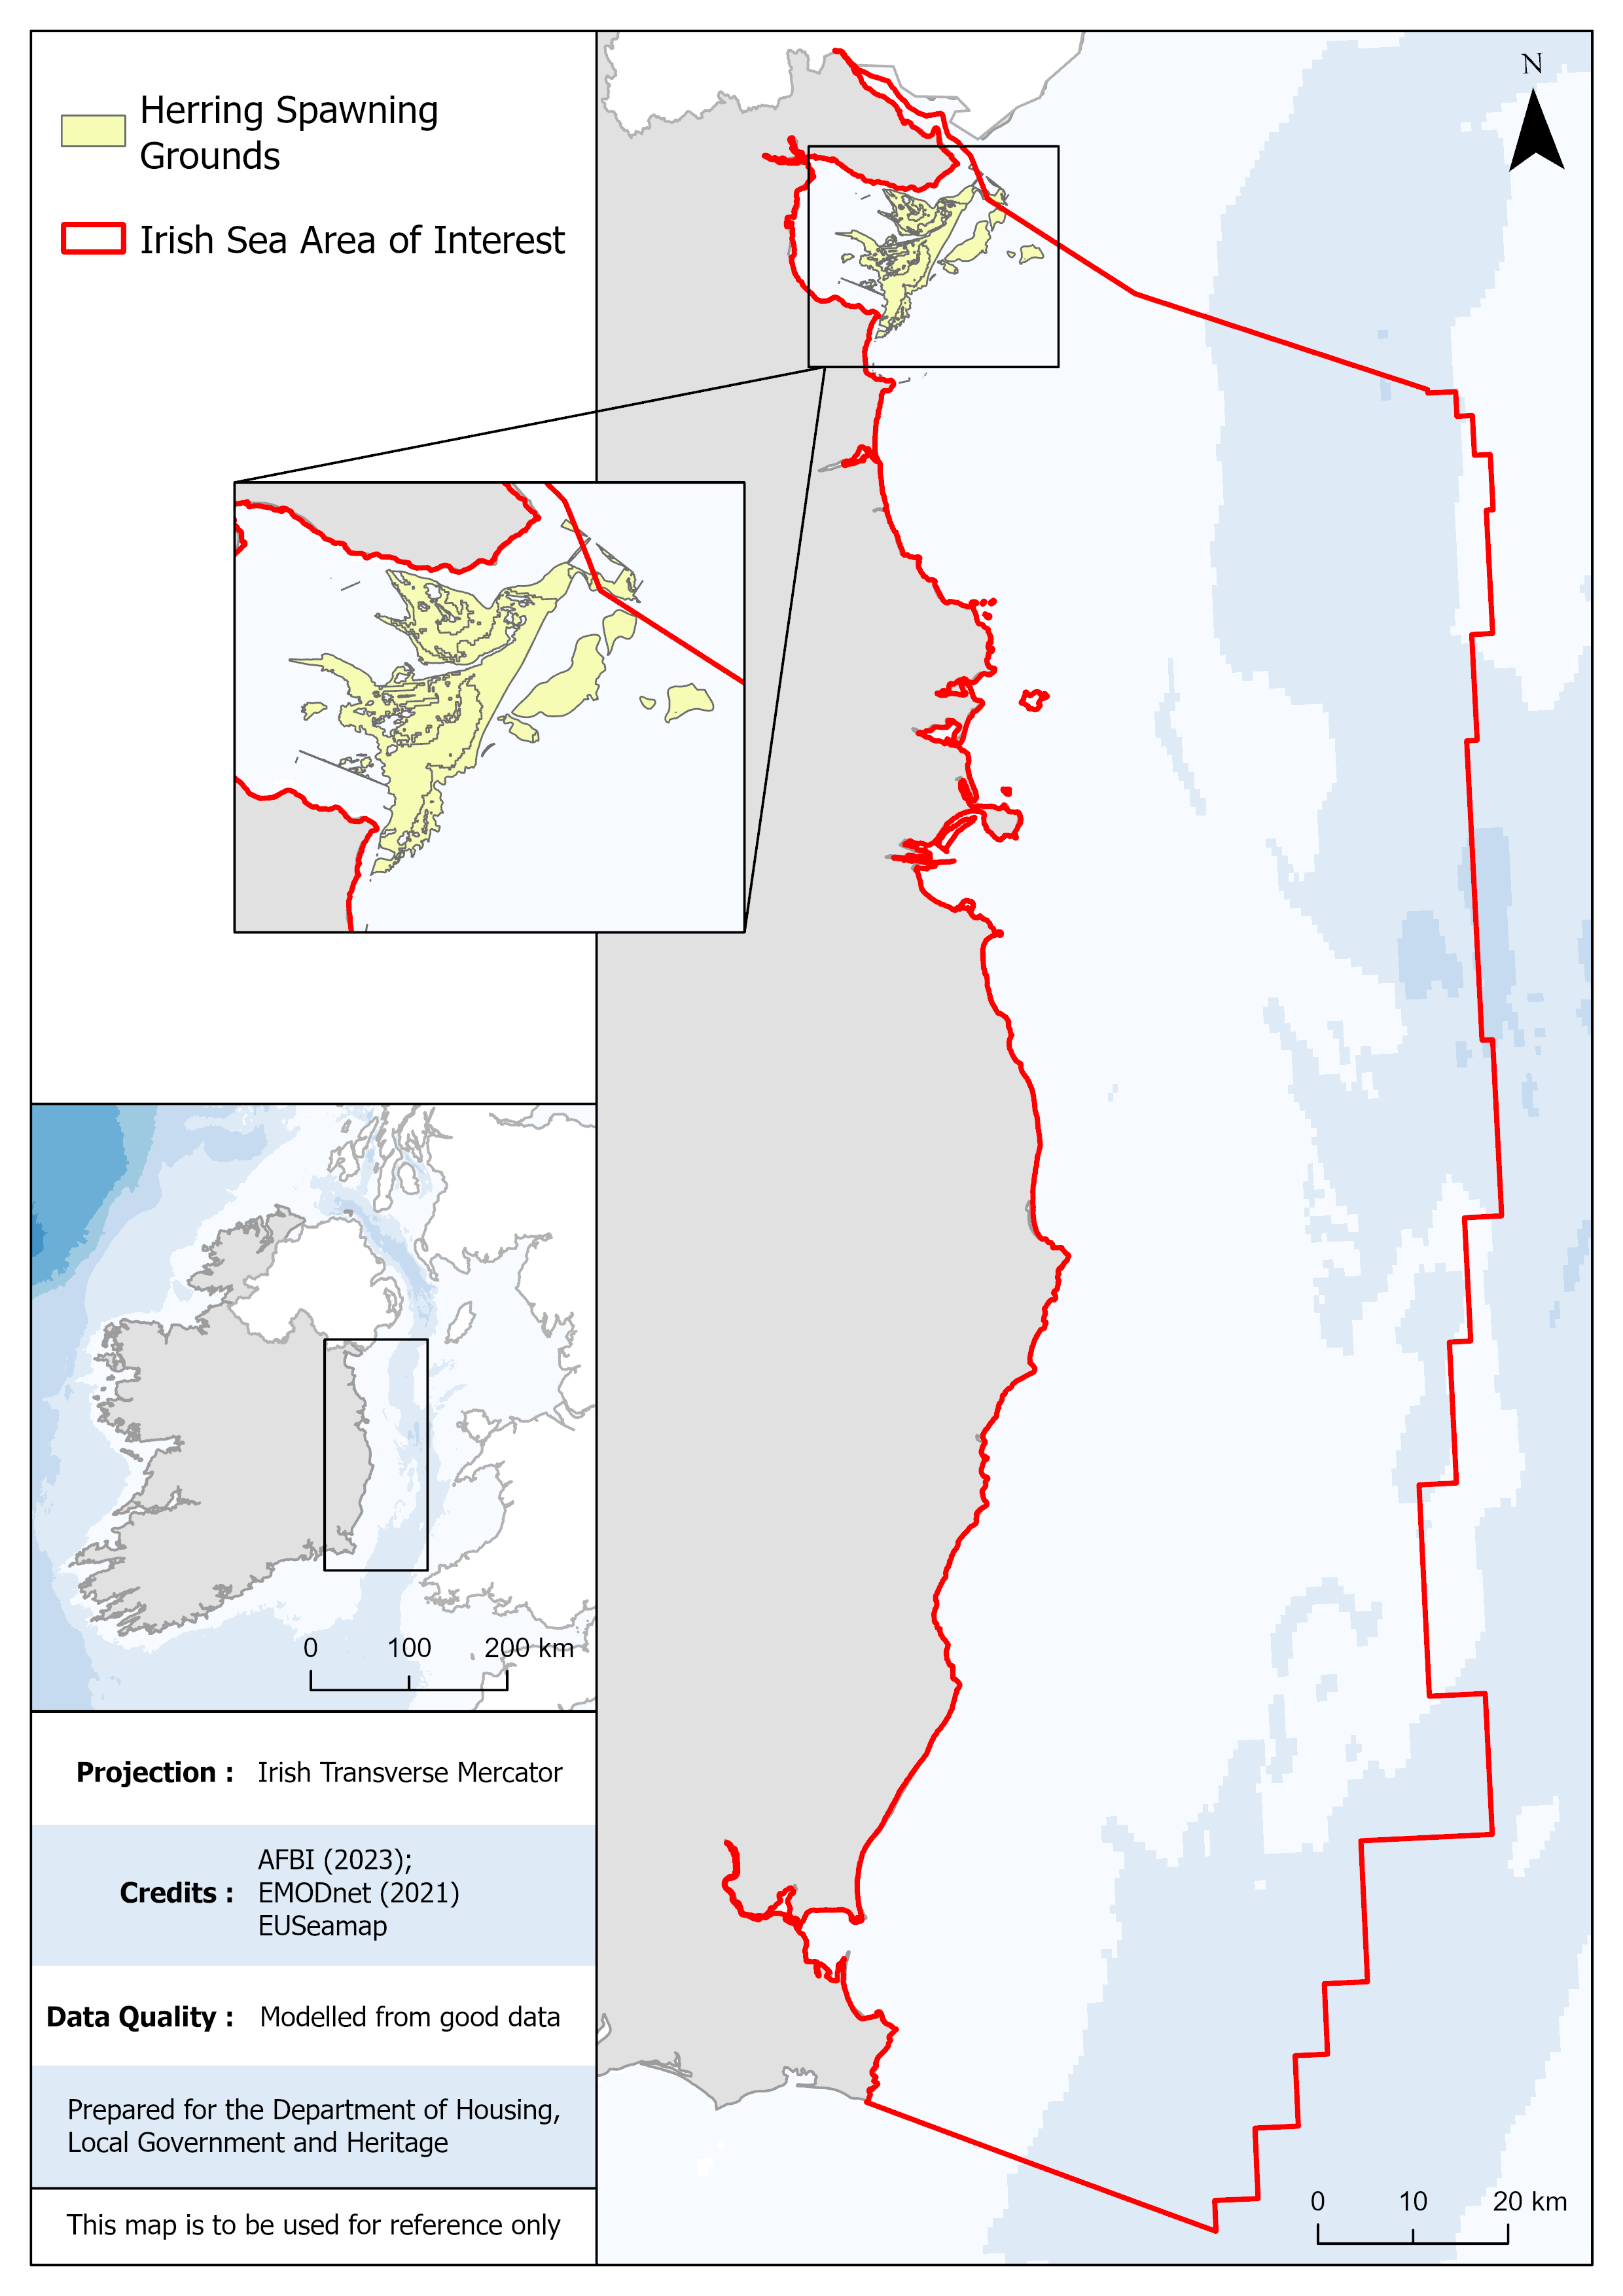 Herring Spawning
Grounds
Irish Sea Area of Interest
N
0 100 200 km
Projection : Irish Transverse Mercator
AFBI (2023);
Credits : EMODnet (2021)
EUSeamap
Data Quality : Modelled from good data
Prepared for the Department of Housing,
Local Government and Heritage
This map is to be used for reference only
0 10 20 km